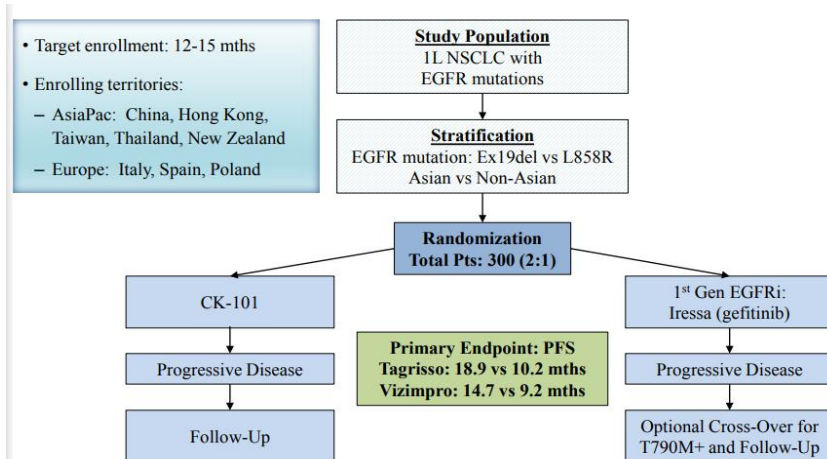 • Target enrollment: 12-15 mths
• Enrolling territories:
– AsiaPac: China, Hong Kong,
Taiwan, Thailand, New Zealand
– Europe: Italy, Spain, Poland
Study Population
1L NSCLC with
EGFR mutations
Stratification
EGFR mutation: Ex19del vs L858R
Asian vs Non-Asian
Randomization
Total Pts: 300 (2:1)
CK-101
1st Gen EGFRi:
Iressa (gefitinib)
Primary Endpoint: PFS
Tagrisso: 18.9 vs 10.2 mths
Vizimpro: 14.7 vs 9.2 mths
Progressive Disease
Progressive Disease
Follow-Up
Optional Cross-Over for
T790M+ and Follow-Up